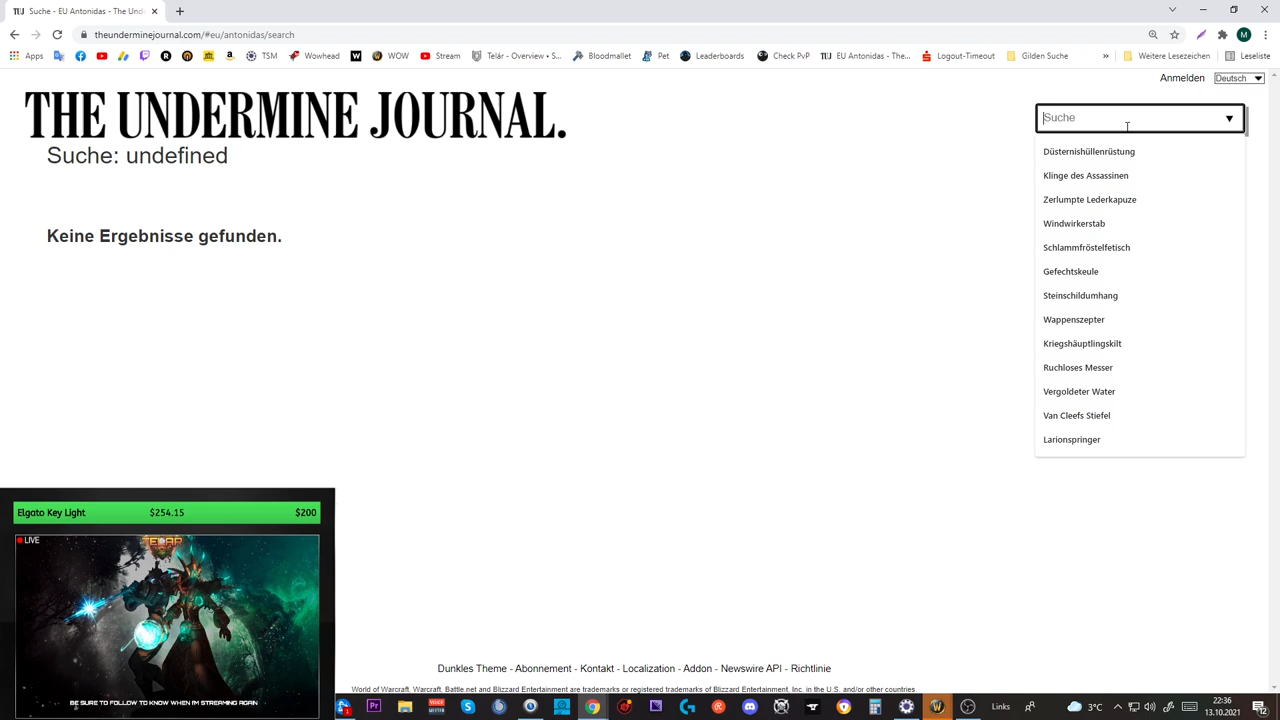 Suche - EU Antonidas - The Und
theunderminejournal.com/#eu/antonidas/search
M
Apps
TSM
Wowhead
WOW
Stream
Telár - Overview • S...
Bloodmallet
Pet
Leaderboards
Check PvP
TUJ EU Antonidas - The...
Logout-Timeout
Gilden Suche
»
Weitere Lesezeichen
Leseliste
Anmelden
Deutsch
THE UNDERMINE JOURNAL.
Suche
Suche: undefined
Keine Ergebnisse gefunden.
Düsternishüllenrüstung
Klinge des Assassinen
Zerlumpte Lederkapuze
Windwirkerstab
Schlammfröstelfetisch
Gefechtskeule
Steinschildumhang
Wappenszepter
Kriegshäuptlingskilt
Ruchloses Messer
Vergoldeter Water
Van Cleefs Stiefel
Larionspringer
Elgato Key Light $254.15 $200
LIVE
TELAR
BE SURE TO FOLLOW TO KNOW WHEN I'M STREAMING AGAIN
Dunkles Theme - Abonnement - Kontakt - Localization - Addon - Newswire API - Richtlinie
World of Warcraft, Warcraft, Battle.net and Blizzard Entertainment are trademarks or registered trademarks of Blizzard Entertainment, Inc. in the U.S. and/or other countries.
Pr
Links
3°C
22:36
13.10.2021